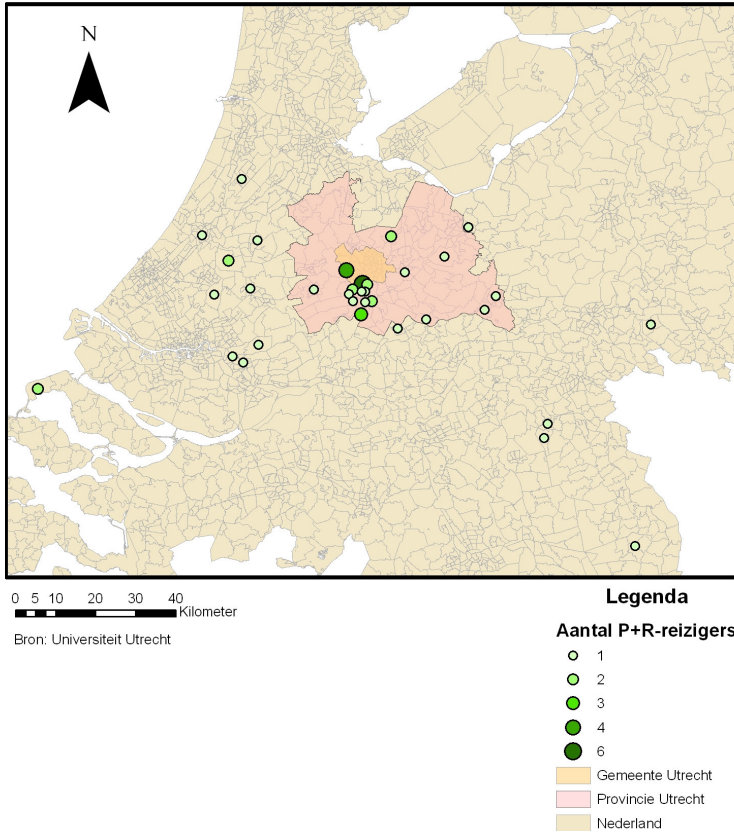 N
0 5 10 20 30 40
Kilometer
Bron: Universiteit Utrecht
Legenda
Aantal P+R-reizigers
1
2
3
4
6
Gemeente Utrecht
Provincie Utrecht
Nederland